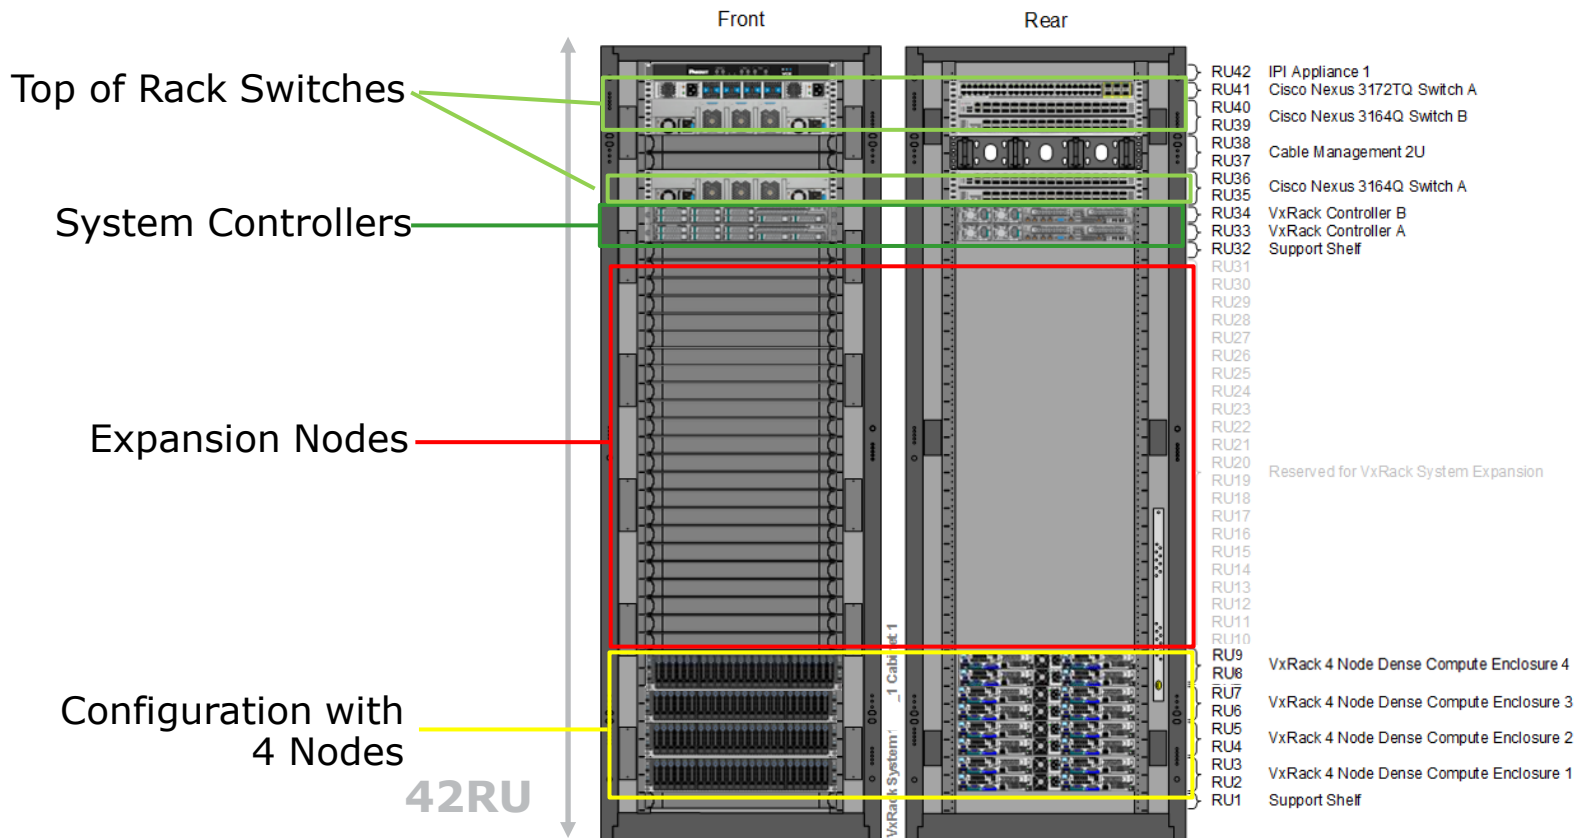 Front
Rear
Top of Rack Switches
System Controllers
Expansion Nodes
Configuration with
4 Nodes
42RU
VxRack System1 _1 Cabinet 1
RU42 IPI Appliance 1
RU41 Cisco Nexus 3172TQ Switch A
RU40
Cisco Nexus 3164Q Switch B
RU39
RU38
Cable Management 2U
RU37
RU36
Cisco Nexus 3164Q Switch A
RU35
RU34 VxRack Controller B
RU33 VxRack Controller A
RU32 Support Shelf
RU31
RU30
RU29
RU28
RU27
RU26
RU25
RU24
RU23
RU22
RU21
RU20
Reserved for VxRack System Expansion
RU19
RU18
RU17
RU16
RU15
RU14
RU13
RU12
RU11
RU10
RU9
VxRack 4 Node Dense Compute Enclosure 4
RU8
RU7
VxRack 4 Node Dense Compute Enclosure 3
RU6
RU5
VxRack 4 Node Dense Compute Enclosure 2
RU4
RU3
VxRack 4 Node Dense Compute Enclosure 1
RU2
RU1 Support Shelf